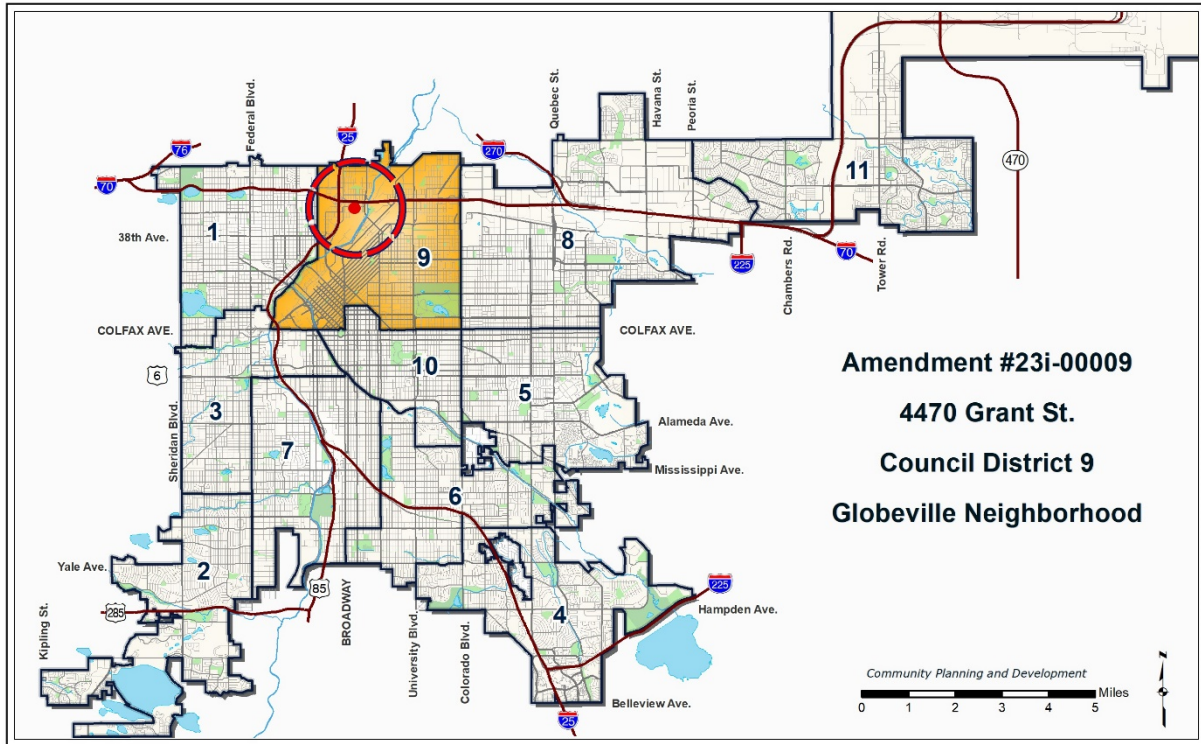 Federal Blvd.
Quebec St.
Havana St.
Peoria St.
76
25
270
70
470
11
1
38th Ave.
8
9
225
Chambers Rd.
70
Tower Rd.
COLFAX AVE.
COLFAX AVE.
6
10
5
Amendment #23i-00009
4470 Grant St.
Council District 9
Globeville Neighborhood
Sheridan Blvd.
3
7
Alameda Ave.
Mississippi Ave.
6
Yale Ave.
2
285
85
BROADWAY
University Blvd.
Colorado Blvd.
4
225
Hampden Ave.
Kipling St.
Belleview Ave.
25
Community Planning and Development
Miles
0 1 2 3 4 5
N